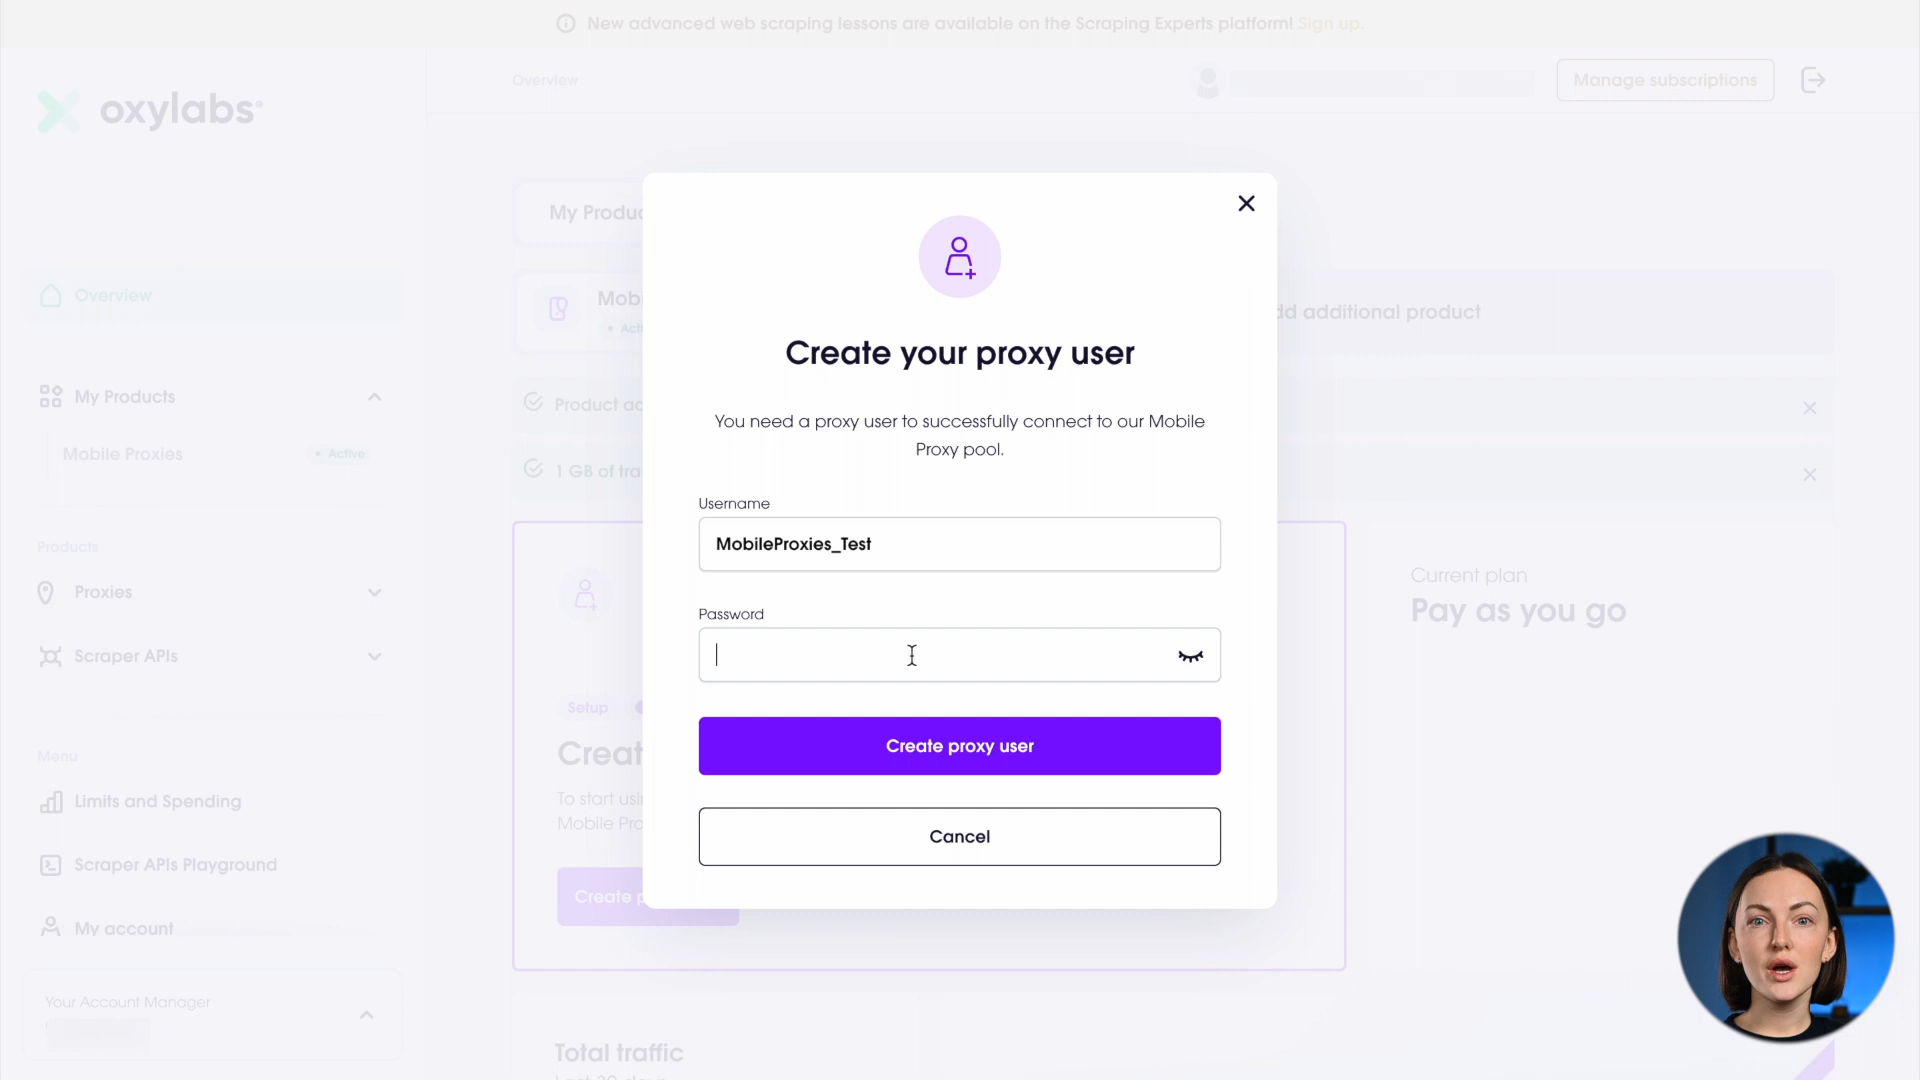 New advanced web scraping lessons are available on the Scraping Experts platform! Sign up.
oxylabs®
Overview
Manage subscriptions
Overview
My Products
Mobile Proxies
Active
Products
Proxies
Scraper APIs
Menu
Limits and Spending
Scraper APIs Playground
My account
Your Account Manager
My Produc
Mob
Acti
dd additional product
Product ac
1 GB of tra
Setup
Creat
To start usi
Mobile Pro
Create p
Current plan
Pay as you go
Total traffic
Last 30 days
Create your proxy user
You need a proxy user to successfully connect to our Mobile
Proxy pool.
Username
MobileProxies_Test
Password
Create proxy user
Cancel